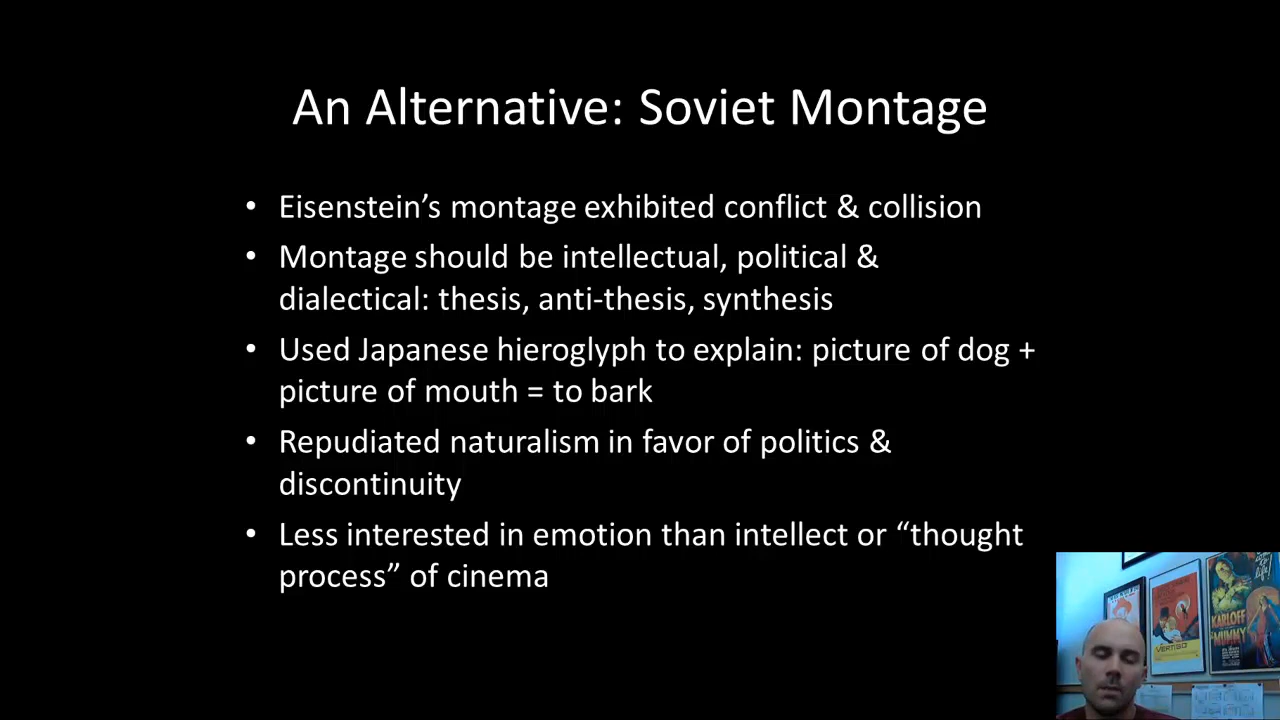 An Alternative: Soviet Montage
• Eisenstein’s montage exhibited conflict & collision
• Montage should be intellectual, political &
dialectical: thesis, anti-thesis, synthesis
• Used Japanese hieroglyph to explain: picture of dog +
picture of mouth = to bark
• Repudiated naturalism in favor of politics &
discontinuity
• Less interested in emotion than intellect or “thought
process” of cinema
VERTIGO
KARLOFF
MUMMY